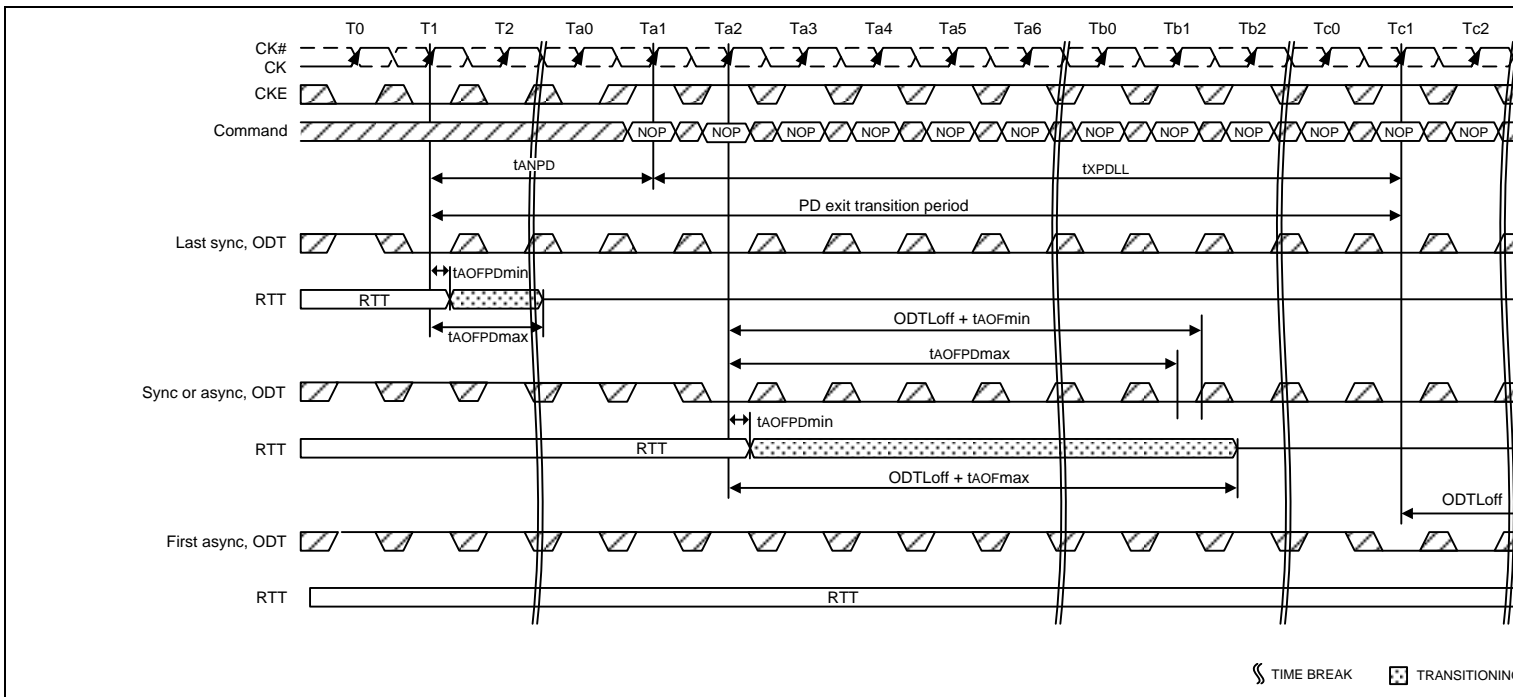 T0 T1 T2 Ta0 Ta1 Ta2 Ta3 Ta4 Ta5 Ta6 Tb0 Tb1 Tb2 Tc0 Tc1 Tc2
CK#
CK
CKE
Command NOP NOP NOP NOP NOP NOP NOP NOP NOP NOP NOP NOP
tANPD tXPDLL
PD exit transition period
Last sync, ODT
tAOFPDmin
RTT RTT
tAOFPDmax
ODTLoff + tAOFmin
tAOFPDmax
Sync or async, ODT
tAOFPDmin
RTT RTT
ODTLoff + tAOFmax
ODTLoff
First async, ODT
RTT RTT
TIME BREAK TRANSITIONING